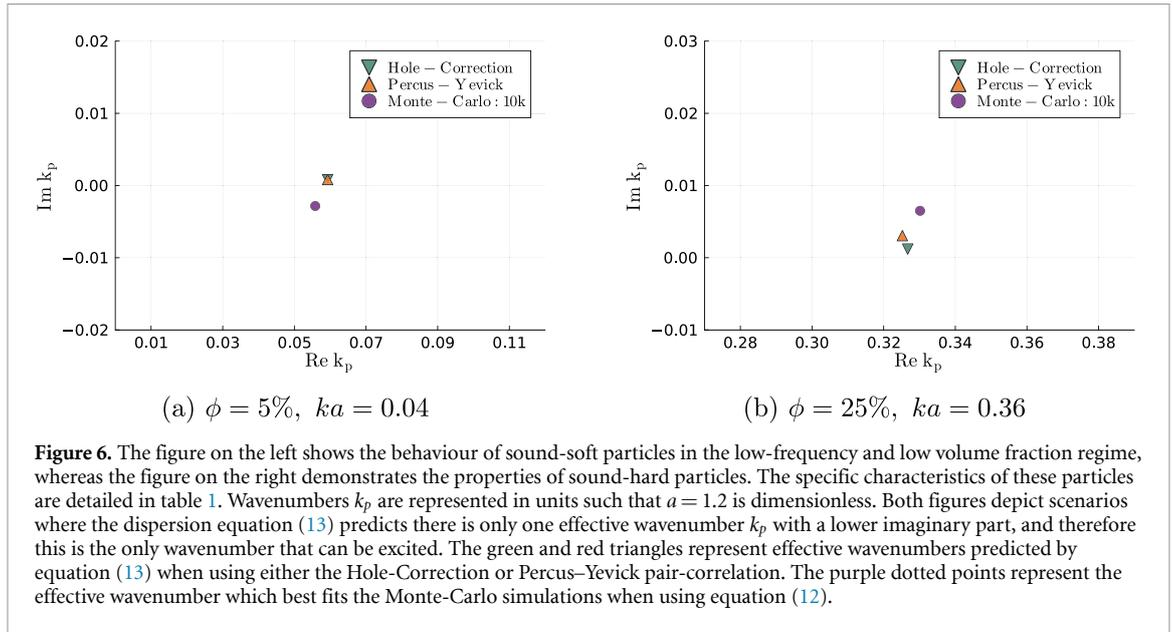 0.02
0.01
0.00
−0.01
−0.02
0.01 0.03 0.05 0.07 0.09 0.11
Re kp
Im kp
Hole − Correction
Percus − Yevick
Monte − Carlo : 10k
(a) ϕ = 5%, ka = 0.04
0.03
0.02
0.01
0.00
−0.01
0.28 0.30 0.32 0.34 0.36 0.38
Re kp
Im kp
Hole − Correction
Percus − Yevick
Monte − Carlo : 10k
(b) ϕ = 25%, ka = 0.36
Figure 6. The figure on the left shows the behaviour of sound-soft particles in the low-frequency and low volume fraction regime,
whereas the figure on the right demonstrates the properties of sound-hard particles. The specific characteristics of these particles
are detailed in table 1. Wavenumbers kp are represented in units such that a = 1.2 is dimensionless. Both figures depict scenarios
where the dispersion equation (13) predicts there is only one effective wavenumber kp with a lower imaginary part, and therefore
this is the only wavenumber that can be excited. The green and red triangles represent effective wavenumbers predicted by
equation (13) when using either the Hole-Correction or Percus–Yevick pair-correlation. The purple dotted points represent the
effective wavenumber which best fits the Monte-Carlo simulations when using equation (12).